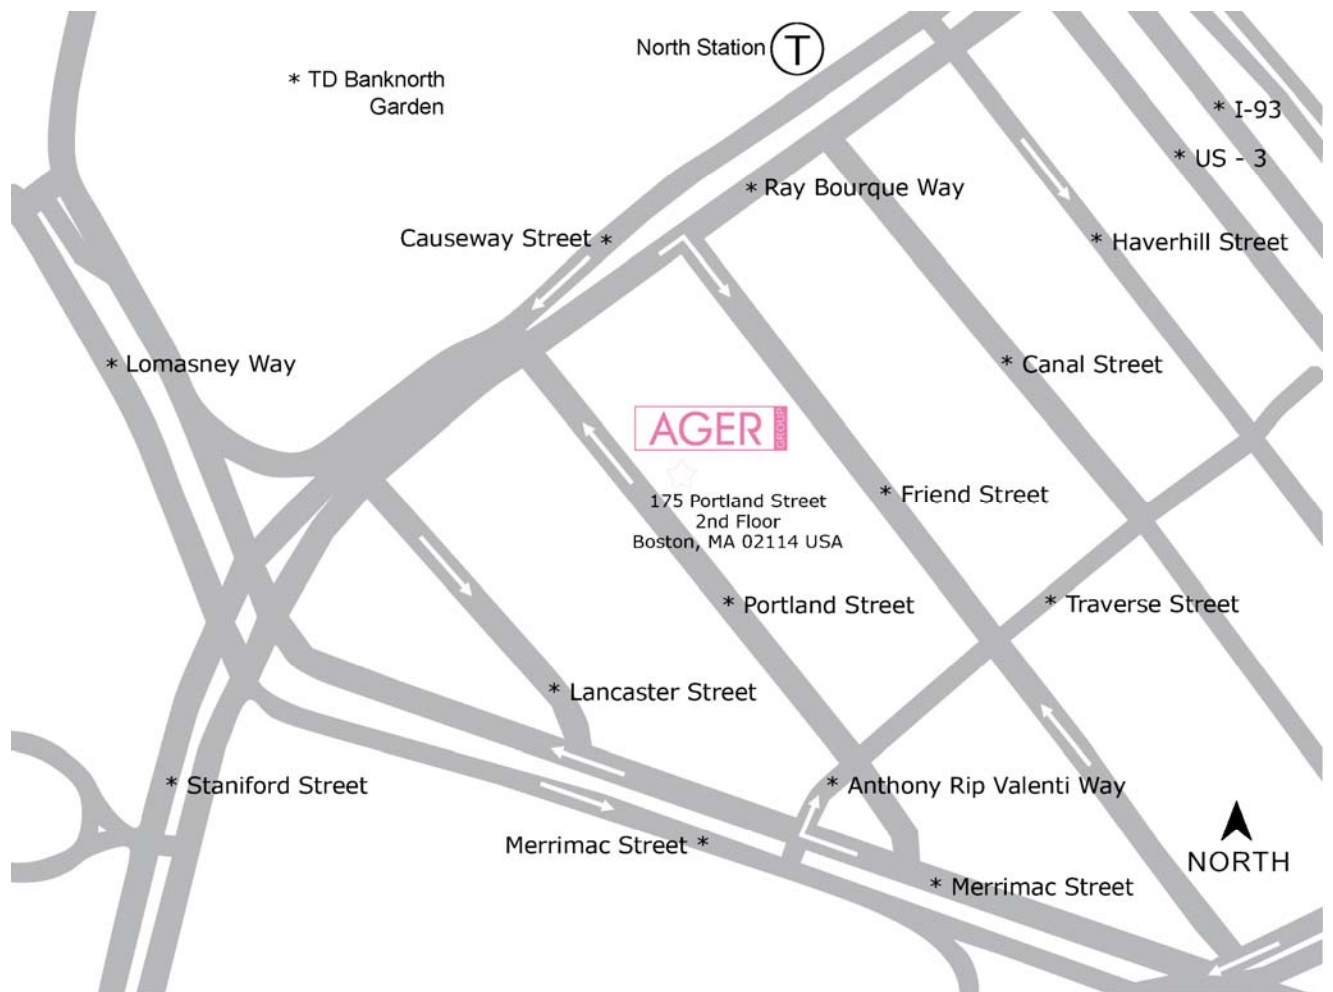 North Station T
* TD Banknorth
Garden
* I-93
* US - 3
* Ray Bourque Way
Causeway Street *
* Haverhill Street
* Lomasney Way
* Canal Street
AGER GROUP
* Friend Street
175 Portland Street
2nd Floor
Boston, MA 02114 USA
* Portland Street
* Traverse Street
* Lancaster Street
* Staniford Street
* Anthony Rip Valenti Way
Merrimac Street *
NORTH
* Merrimac Street